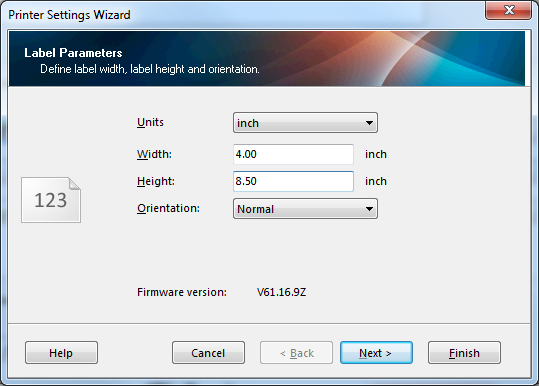 Printer Settings Wizard
Label Parameters
Define label width, label height and orientation.
Units inch
Width: 4.00 inch
Height: 8.50 inch
123
Orientation: Normal
Firmware version: V61.16.9Z
Help Cancel < Back Next > Finish